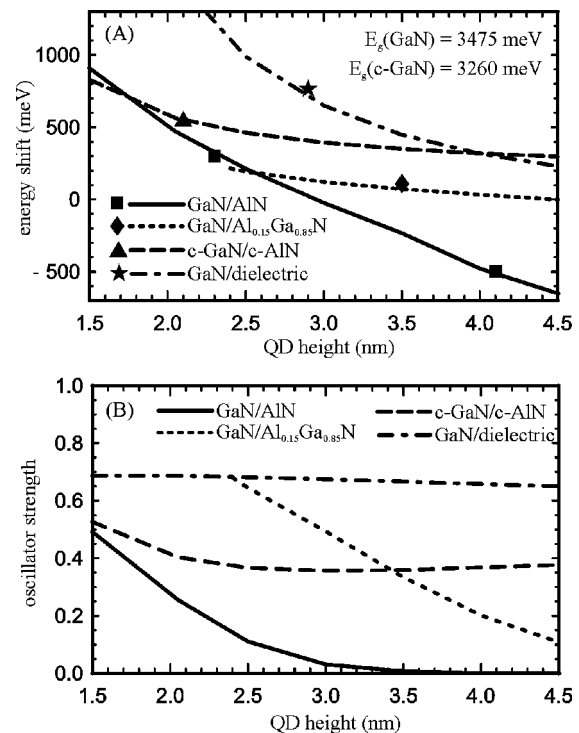 (A)
E_g(GaN) = 3475 meV
E_g(c-GaN) = 3260 meV
energy shift (meV)
1000
500
0
- 500
GaN/AlN
GaN/Al₀.₁₅Ga₀.₈₅N
c-GaN/c-AlN
GaN/dielectric
1.5 2.0 2.5 3.0 3.5 4.0 4.5
QD height (nm)
(B)
GaN/AlN
GaN/Al₀.₁₅Ga₀.₈₅N
c-GaN/c-AlN
GaN/dielectric
oscillator strength
1.0
0.8
0.6
0.4
0.2
0.0
1.5 2.0 2.5 3.0 3.5 4.0 4.5
QD height (nm)